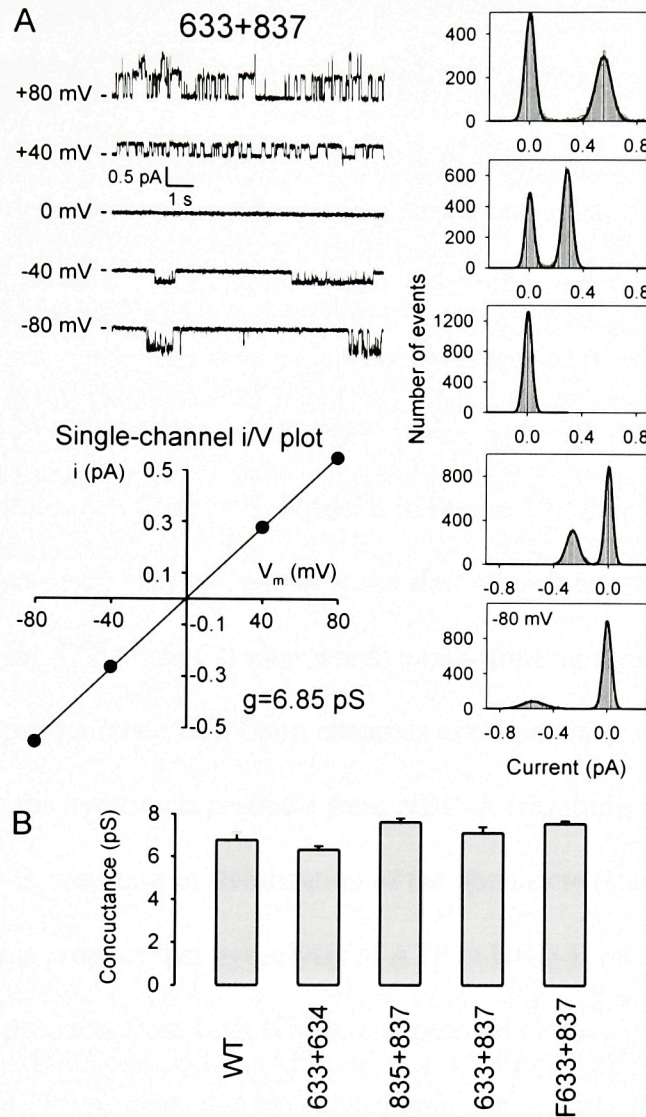 A
633+837
+80 mV
+40 mV
0.5 pA
1 s
0 mV
-40 mV
-80 mV
Number of events
400
200
0
0.0 0.4 0.8
600
400
200
0
0.0 0.4 0.8
1200
800
400
0
0.0 0.4 0.8
800
400
0
-0.8 -0.4 0.0
-80 mV
800
400
0
-0.8 -0.4 0.0
Current (pA)
Single-channel i/V plot
i (pA)
0.5
0.3
0.1
Vm (mV)
-80 -40 40 80
-0.1
-0.3
-0.5
g=6.85 pS
B
Concuctance (pS)
8
6
4
2
0
WT
633+634
835+837
633+837
F633+837